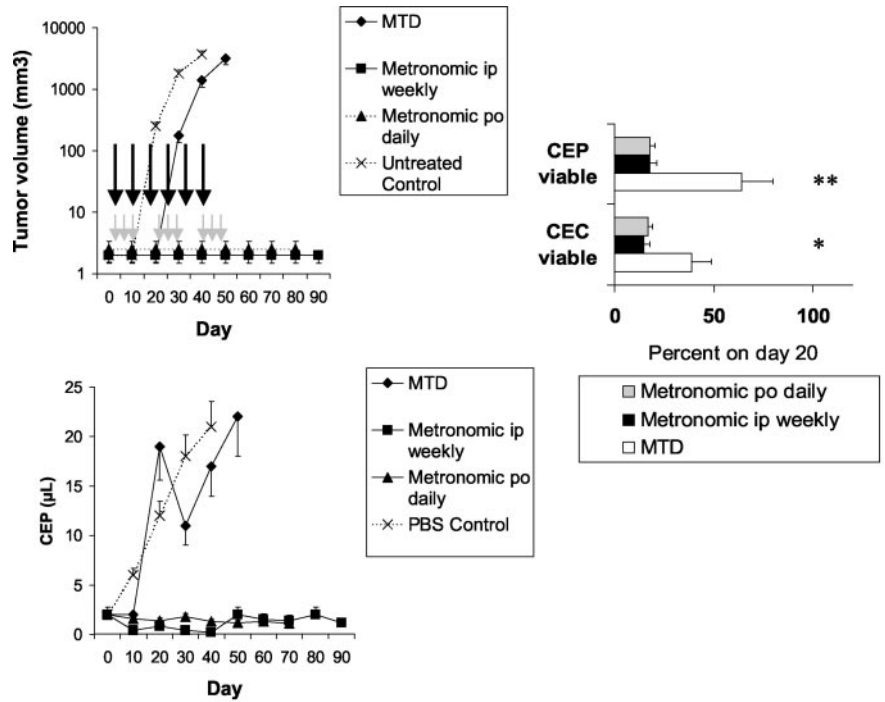 Tumor volume (mm3)
10000
1000
100
10
1
0 10 20 30 40 50 60 70 80 90
Day
MTD
Metronomic ip
weekly
Metronomic po
daily
Untreated
Control
CEP
viable
**
CEC
viable
*
0 50 100
Percent on day 20
Metronomic po daily
Metronomic ip weekly
MTD
CEP (µL)
25
20
15
10
5
0
0 10 20 30 40 50 60 70 80 90
Day
MTD
Metronomic ip
weekly
Metronomic po
daily
PBS Control